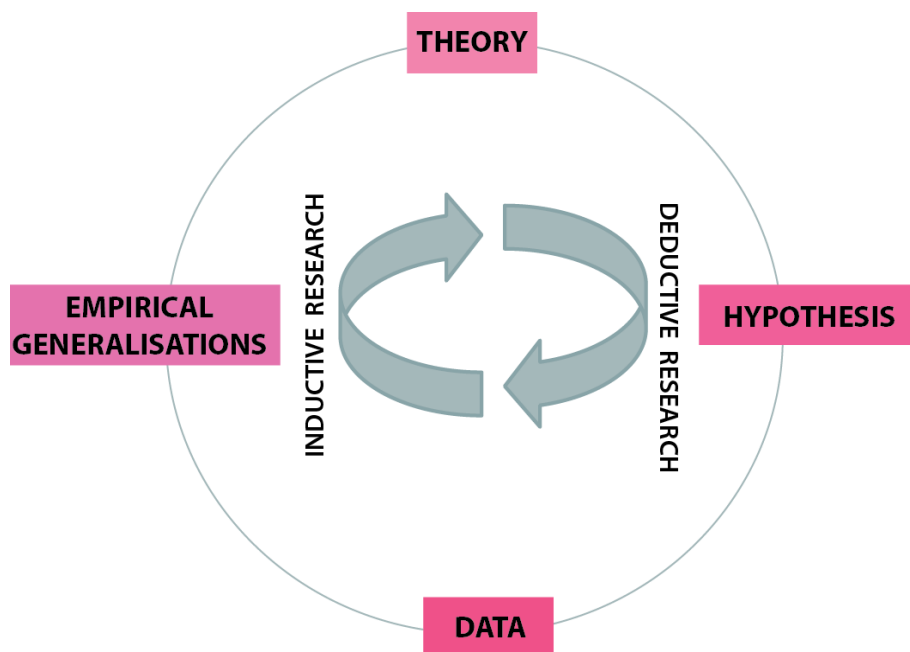 THEORY
INDUCTIVE RESEARCH
DEDUCTIVE RESEARCH
EMPIRICAL
GENERALISATIONS
HYPOTHESIS
DATA